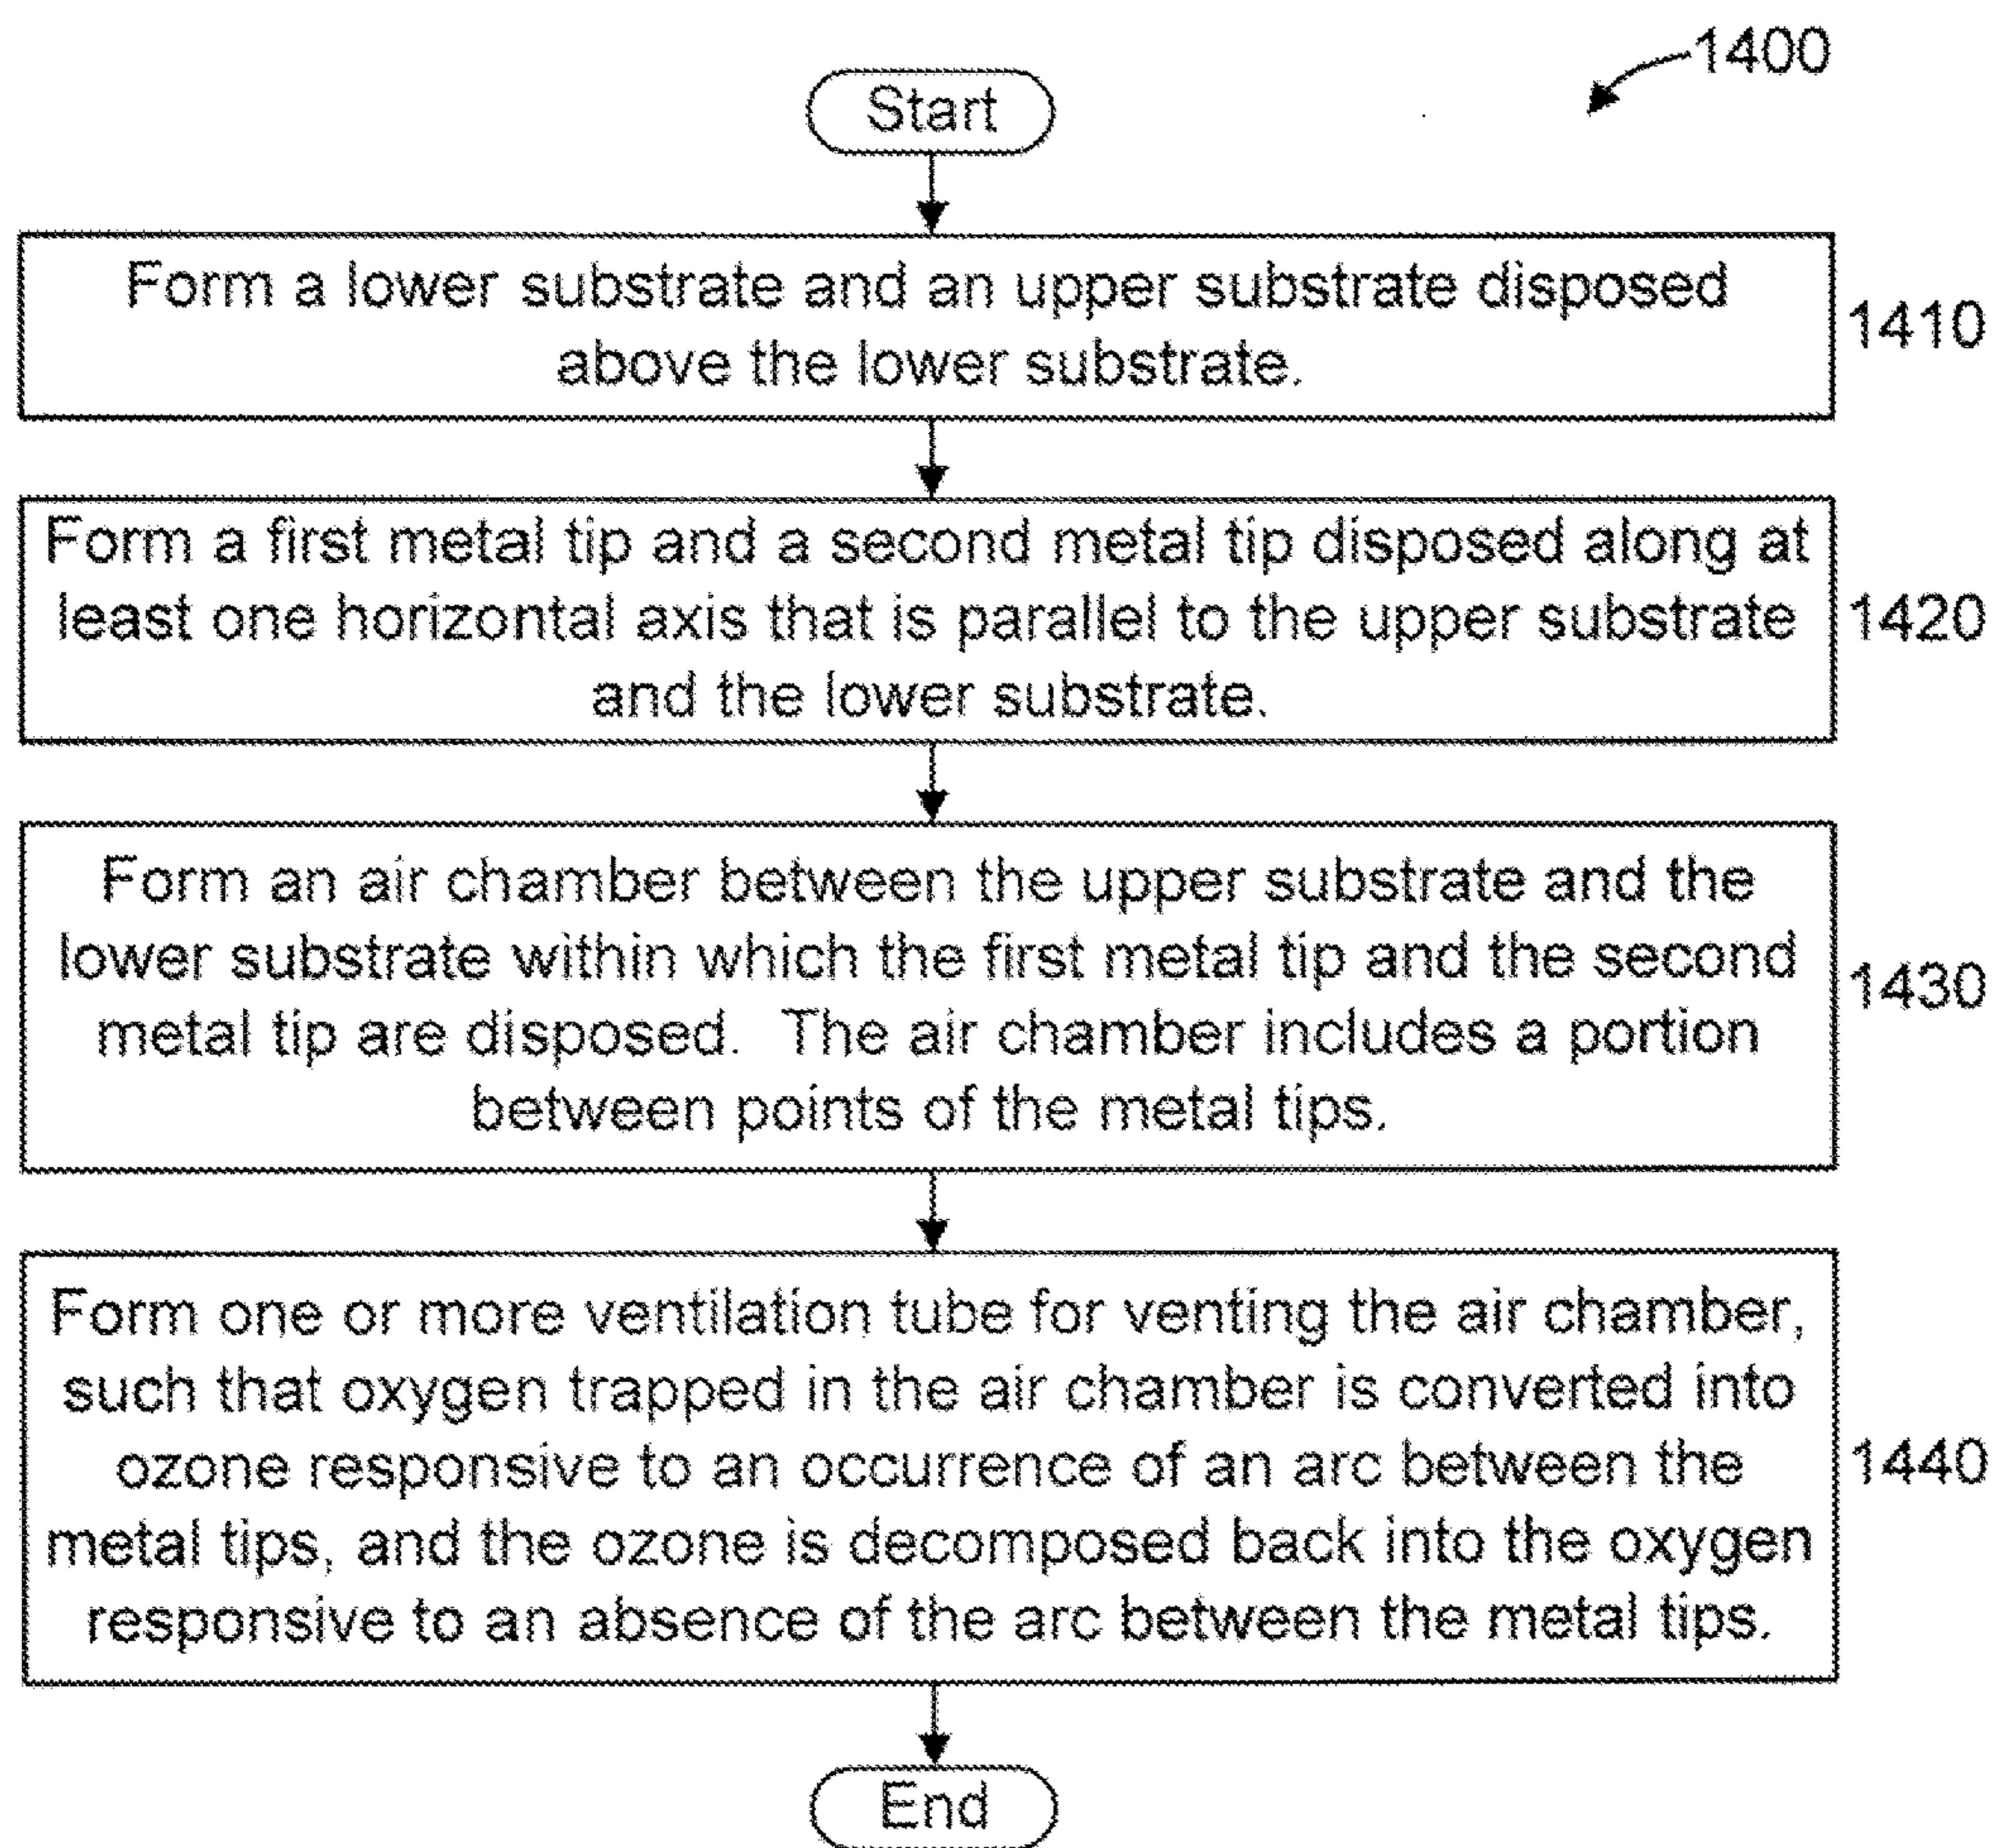 1400
Start
Form a lower substrate and an upper substrate disposed
above the lower substrate.
1410
Form a first metal tip and a second metal tip disposed along at
least one horizontal axis that is parallel to the upper substrate
and the lower substrate.
1420
Form an air chamber between the upper substrate and the
lower substrate within which the first metal tip and the second
metal tip are disposed. The air chamber includes a portion
between points of the metal tips.
1430
Form one or more ventilation tube for venting the air chamber,
such that oxygen trapped in the air chamber is converted into
ozone responsive to an occurrence of an arc between the
metal tips, and the ozone is decomposed back into the oxygen
responsive to an absence of the arc between the metal tips.
1440
End